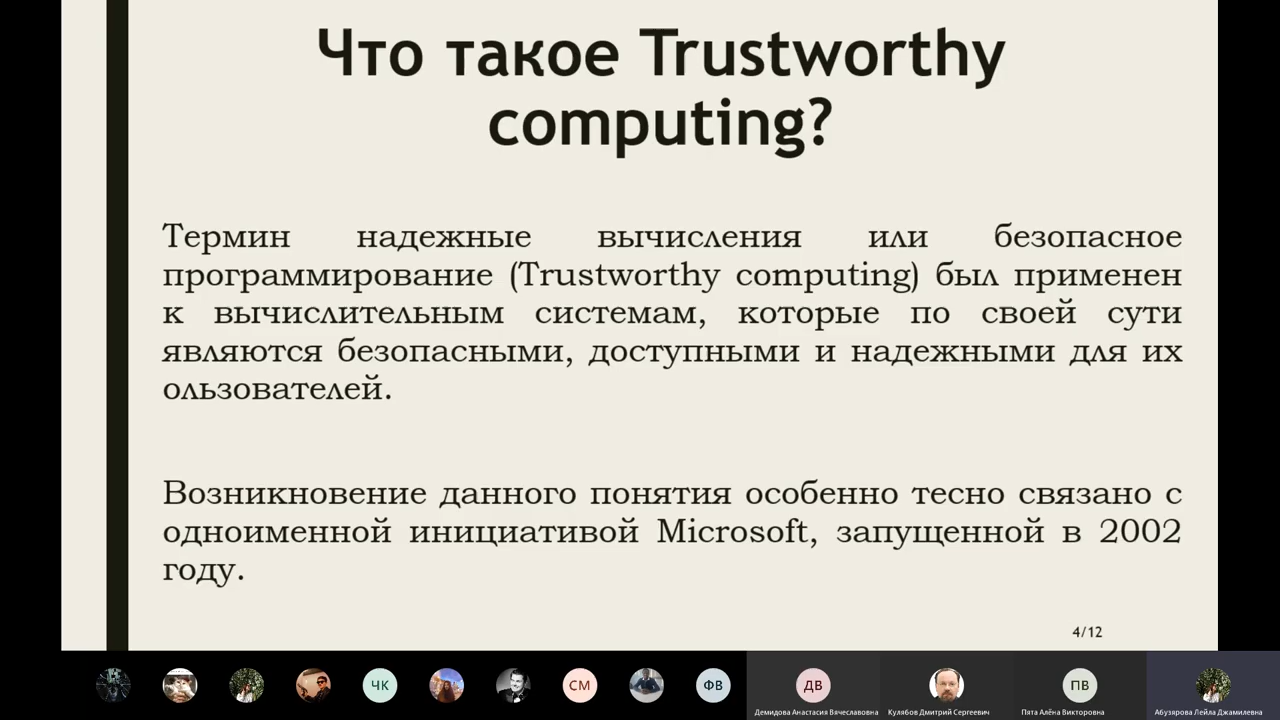 Что такое Trustworthy
computing?
Термин надежные вычисления или безопасное
программирование (Trustworthy computing) был применен
к вычислительным системам, которые по своей сути
являются безопасными, доступными и надежными для их
ользователей.
Возникновение данного понятия особенно тесно связано с
одноименной инициативой Microsoft, запущенной в 2002
году.
4/12
ЧК СМ ФВ ДВ ПВ
Демидова Анастасия Вячеславовна Кулябов Дмитрий Сергеевич Пята Алёна Викторовна Абузярова Лейла Джамилевна